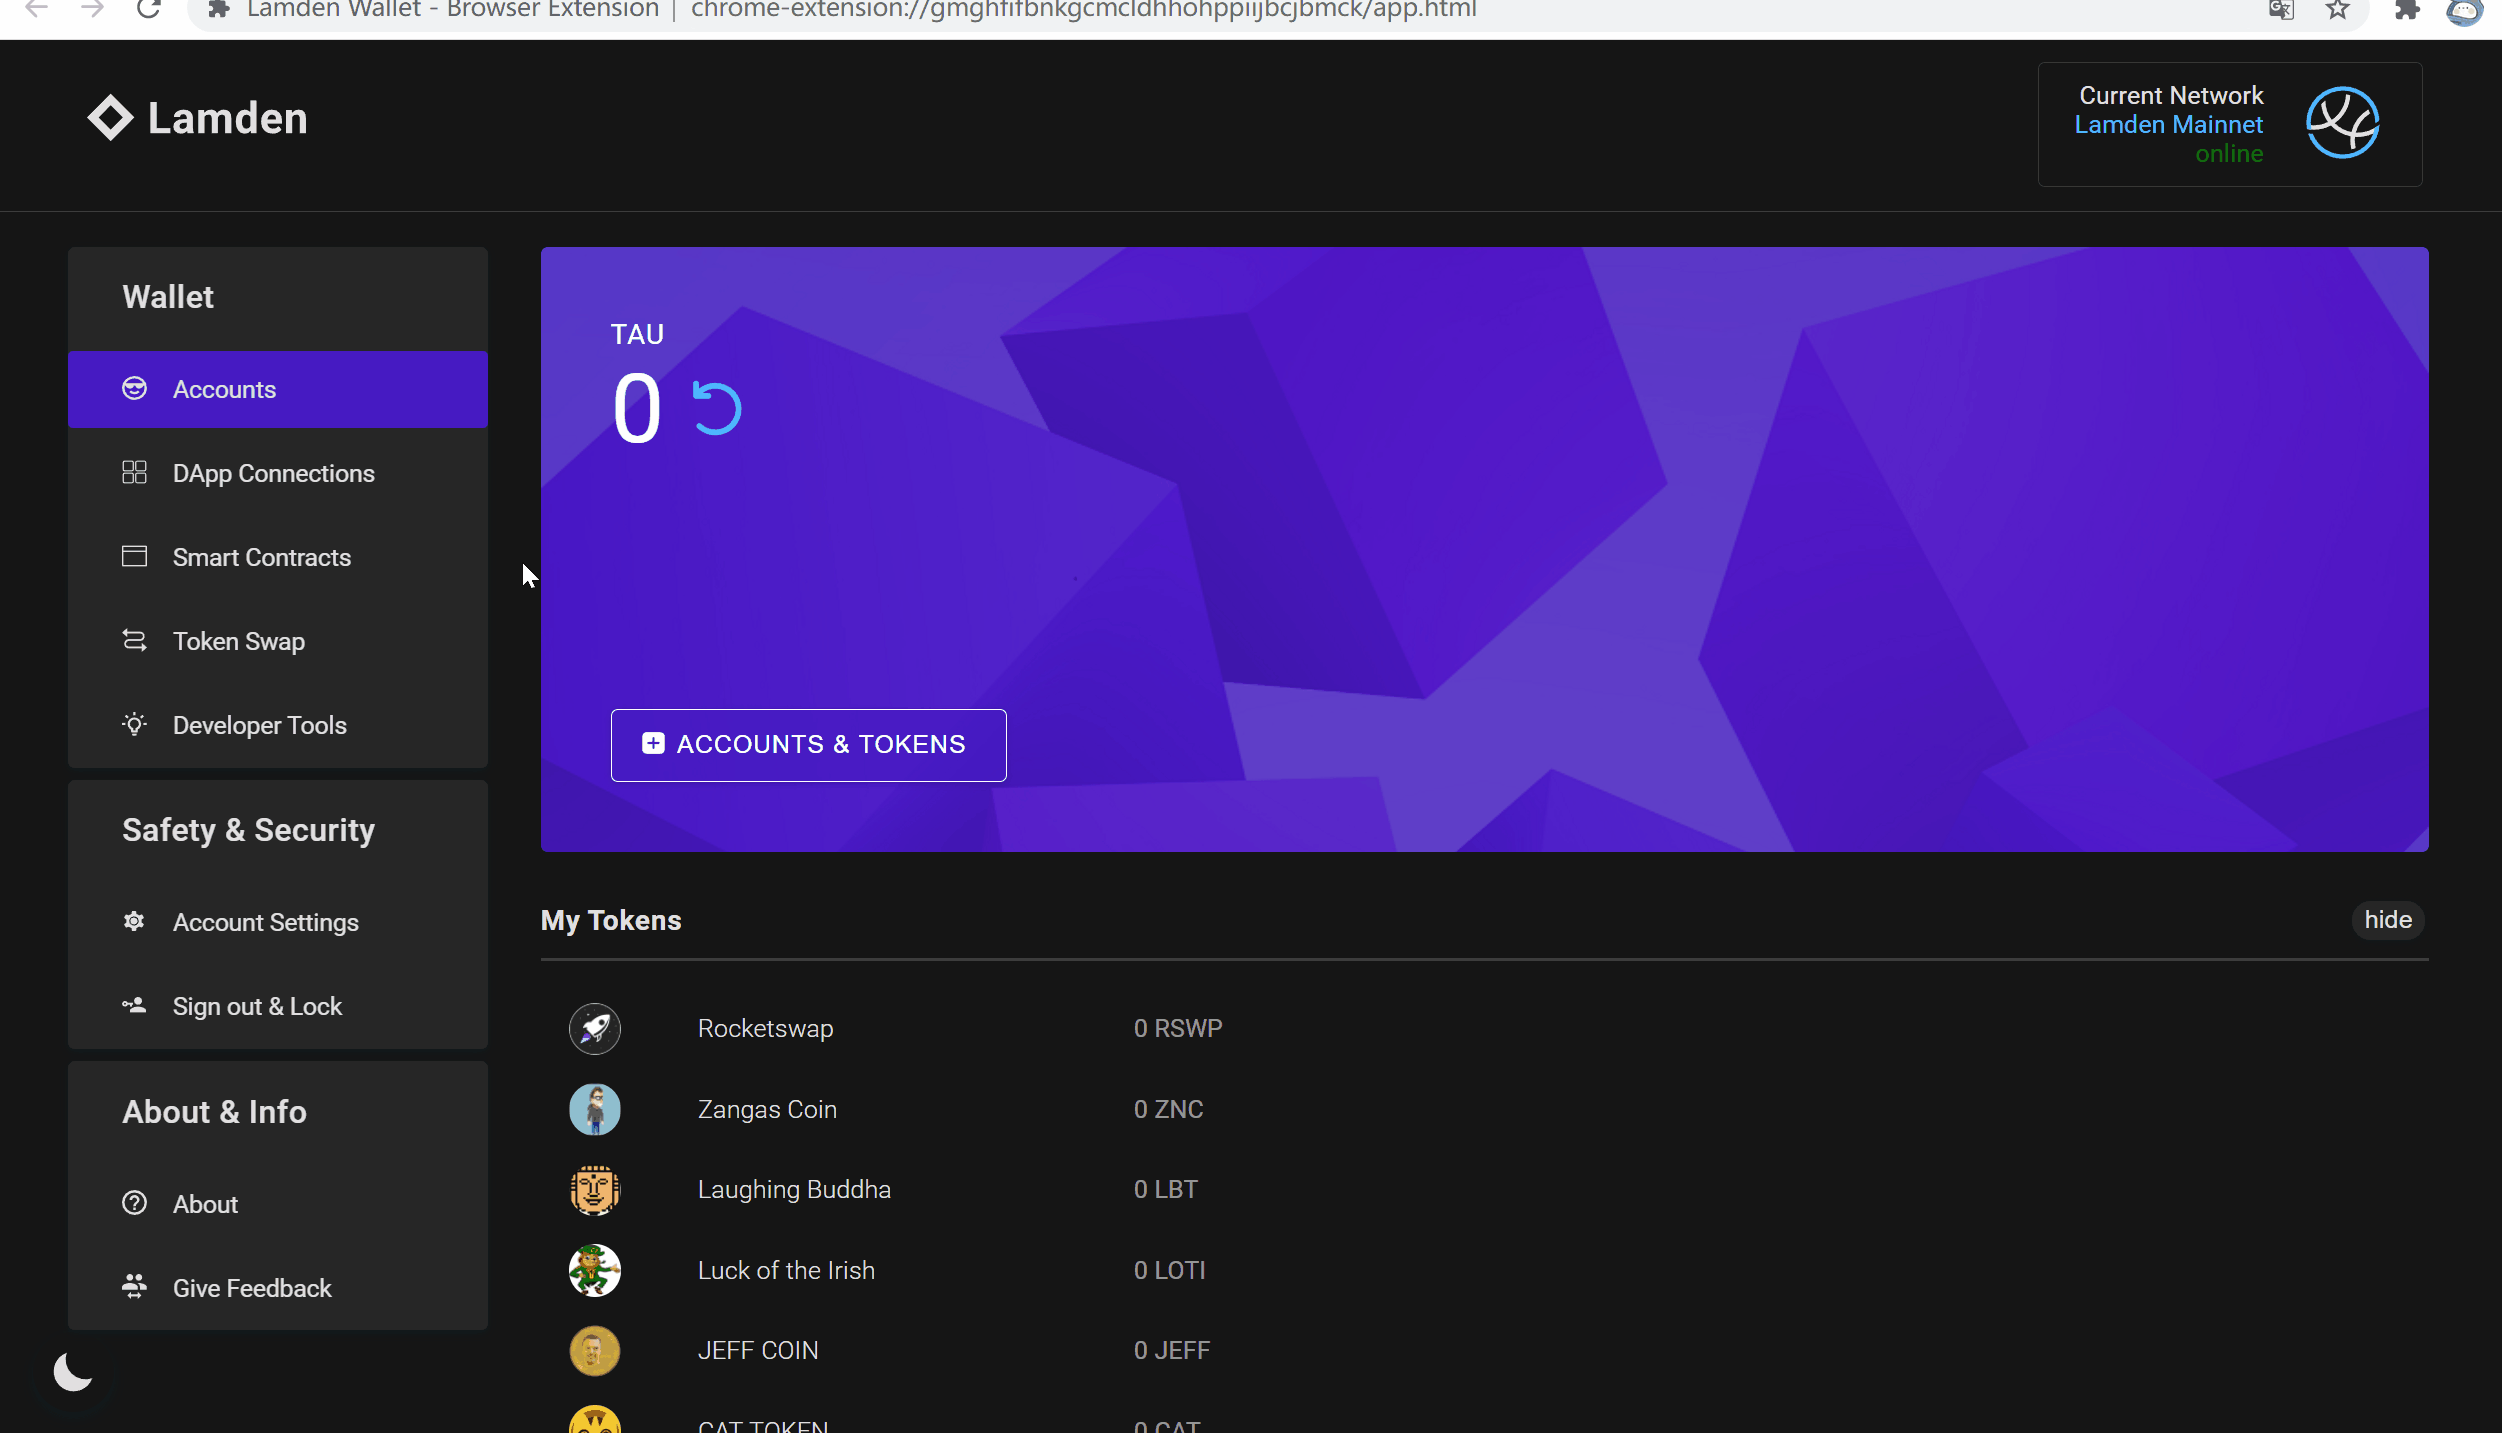 Lamden Wallet - Browser Extension | chrome-extension://gmghfifbnkgcmcldhhohppiijbcjbmck/app.html
Lamden
Current Network
Lamden Mainnet
online
Wallet
Accounts
DApp Connections
Smart Contracts
Token Swap
Developer Tools
Safety & Security
Account Settings
Sign out & Lock
About & Info
About
Give Feedback
TAU
0
ACCOUNTS & TOKENS
My Tokens
hide
Rocketswap 0 RSWP
Zangas Coin 0 ZNC
Laughing Buddha 0 LBT
Luck of the Irish 0 LOTI
JEFF COIN 0 JEFF
CAT TOKEN 0 CAT